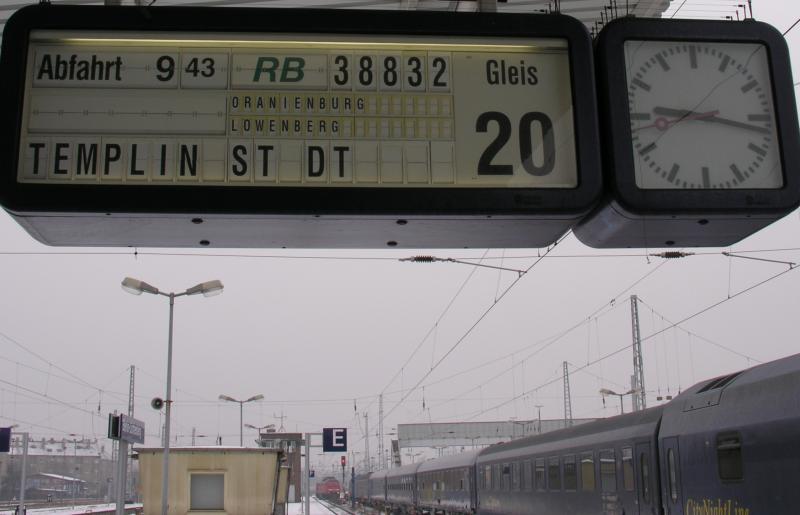 Abfahrt 9 43 RB 38832 Gleis
ORANIENBURG
LOWENBERG
20
TEMPLIN ST DT
E
CityNightLine